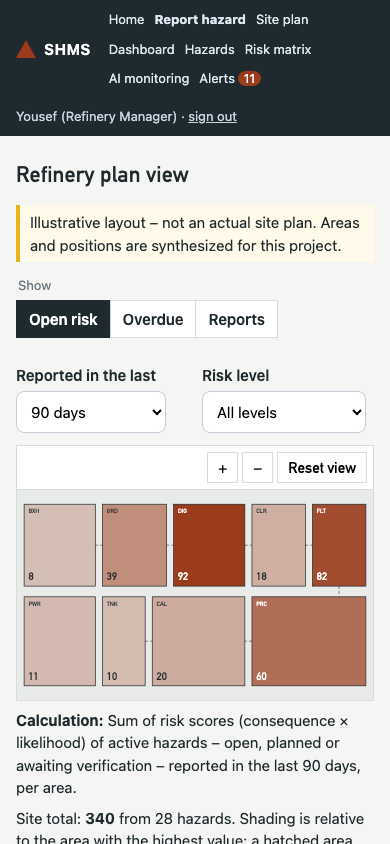 Home Report hazard Site plan
SHMS
Dashboard Hazards Risk matrix
AI monitoring Alerts 11
Yousef (Refinery Manager) · sign out
Refinery plan view
Illustrative layout – not an actual site plan. Areas
and positions are synthesized for this project.
Show
Open risk Overdue Reports
Reported in the last Risk level
90 days All levels
+ − Reset view
BXH GRD DIG CLR FLT
8 39 92 18 82
PWR TNK CAL PRC
11 10 20 60
Calculation: Sum of risk scores (consequence ×
likelihood) of active hazards – open, planned or
awaiting verification – reported in the last 90 days,
per area.
Site total: 340 from 28 hazards. Shading is relative
to the area with the highest value; a hatched area